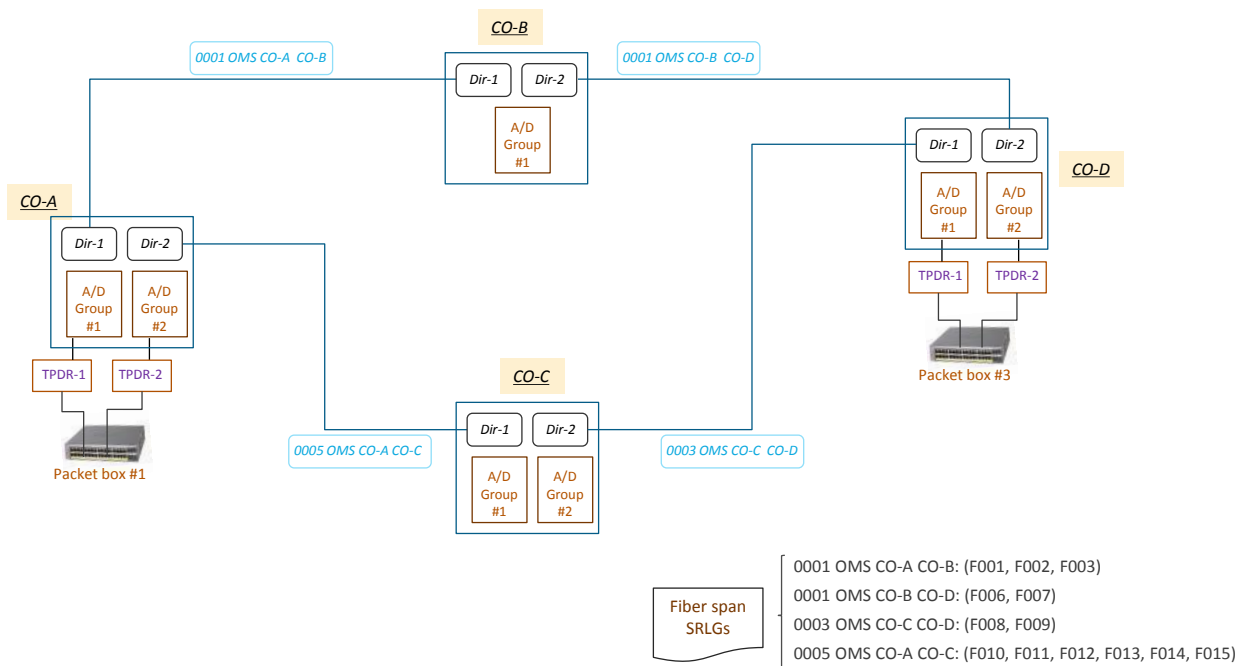 CO-B
0001 OMS CO-A CO-B
0001 OMS CO-B CO-D
Dir-1
Dir-2
A/D
Group
#1
CO-D
Dir-1
Dir-2
A/D
Group
#1
A/D
Group
#2
TPDR-1
TPDR-2
Packet box #3
CO-A
Dir-1
Dir-2
A/D
Group
#1
A/D
Group
#2
TPDR-1
TPDR-2
Packet box #1
CO-C
0005 OMS CO-A CO-C
0003 OMS CO-C CO-D
Dir-1
Dir-2
A/D
Group
#1
A/D
Group
#2
Fiber span
SRLGs
0001 OMS CO-A CO-B: (F001, F002, F003)
0001 OMS CO-B CO-D: (F006, F007)
0003 OMS CO-C CO-D: (F008, F009)
0005 OMS CO-A CO-C: (F010, F011, F012, F013, F014, F015)